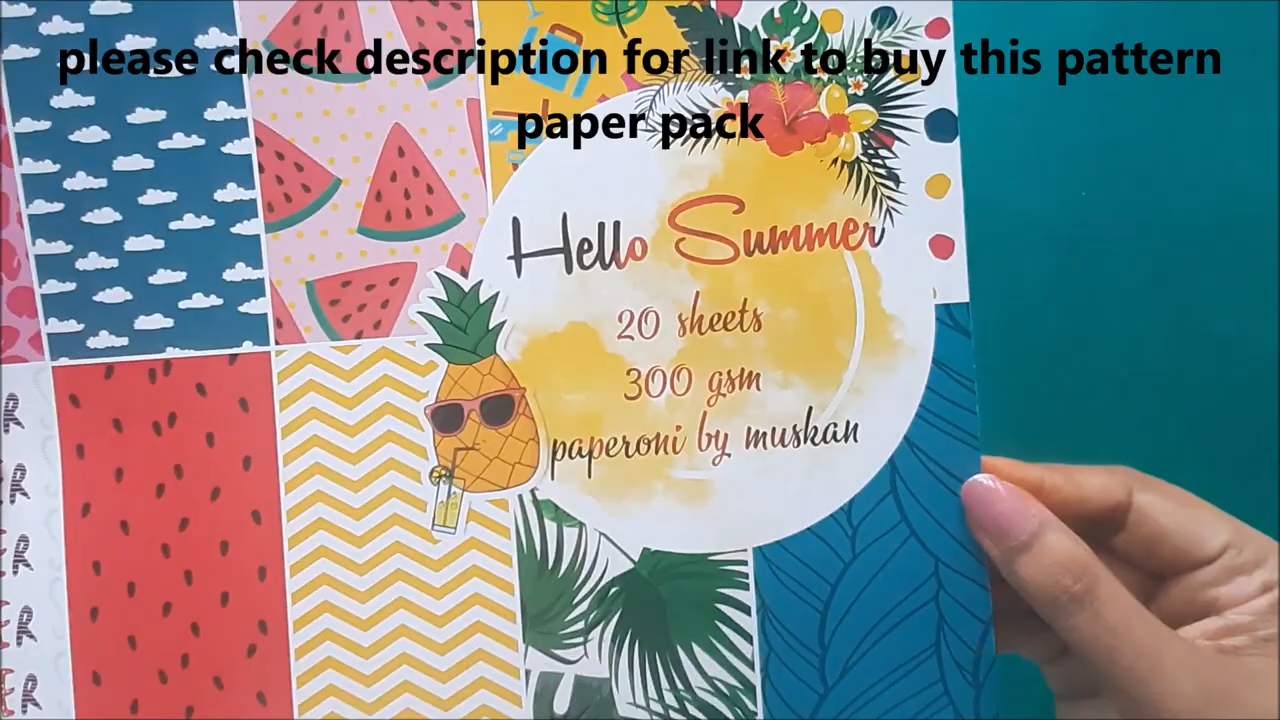 please check description for link to buy this pattern
paper pack
Hello Summer
20 sheets
300 gsm
paperoni by muskan